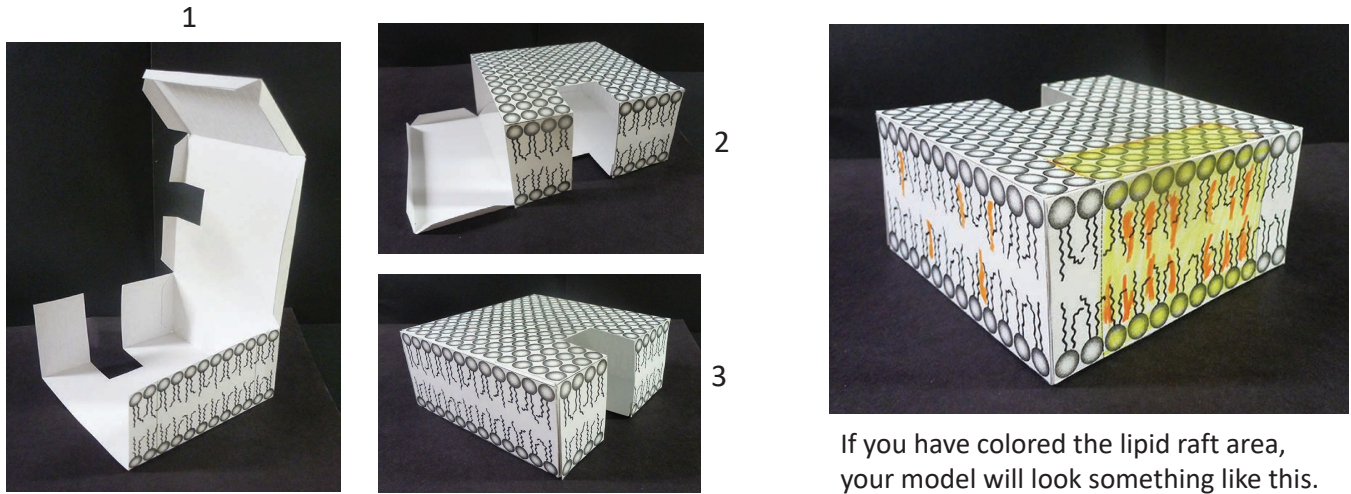 1
2
3
If you have colored the lipid raft area,
your model will look something like this.